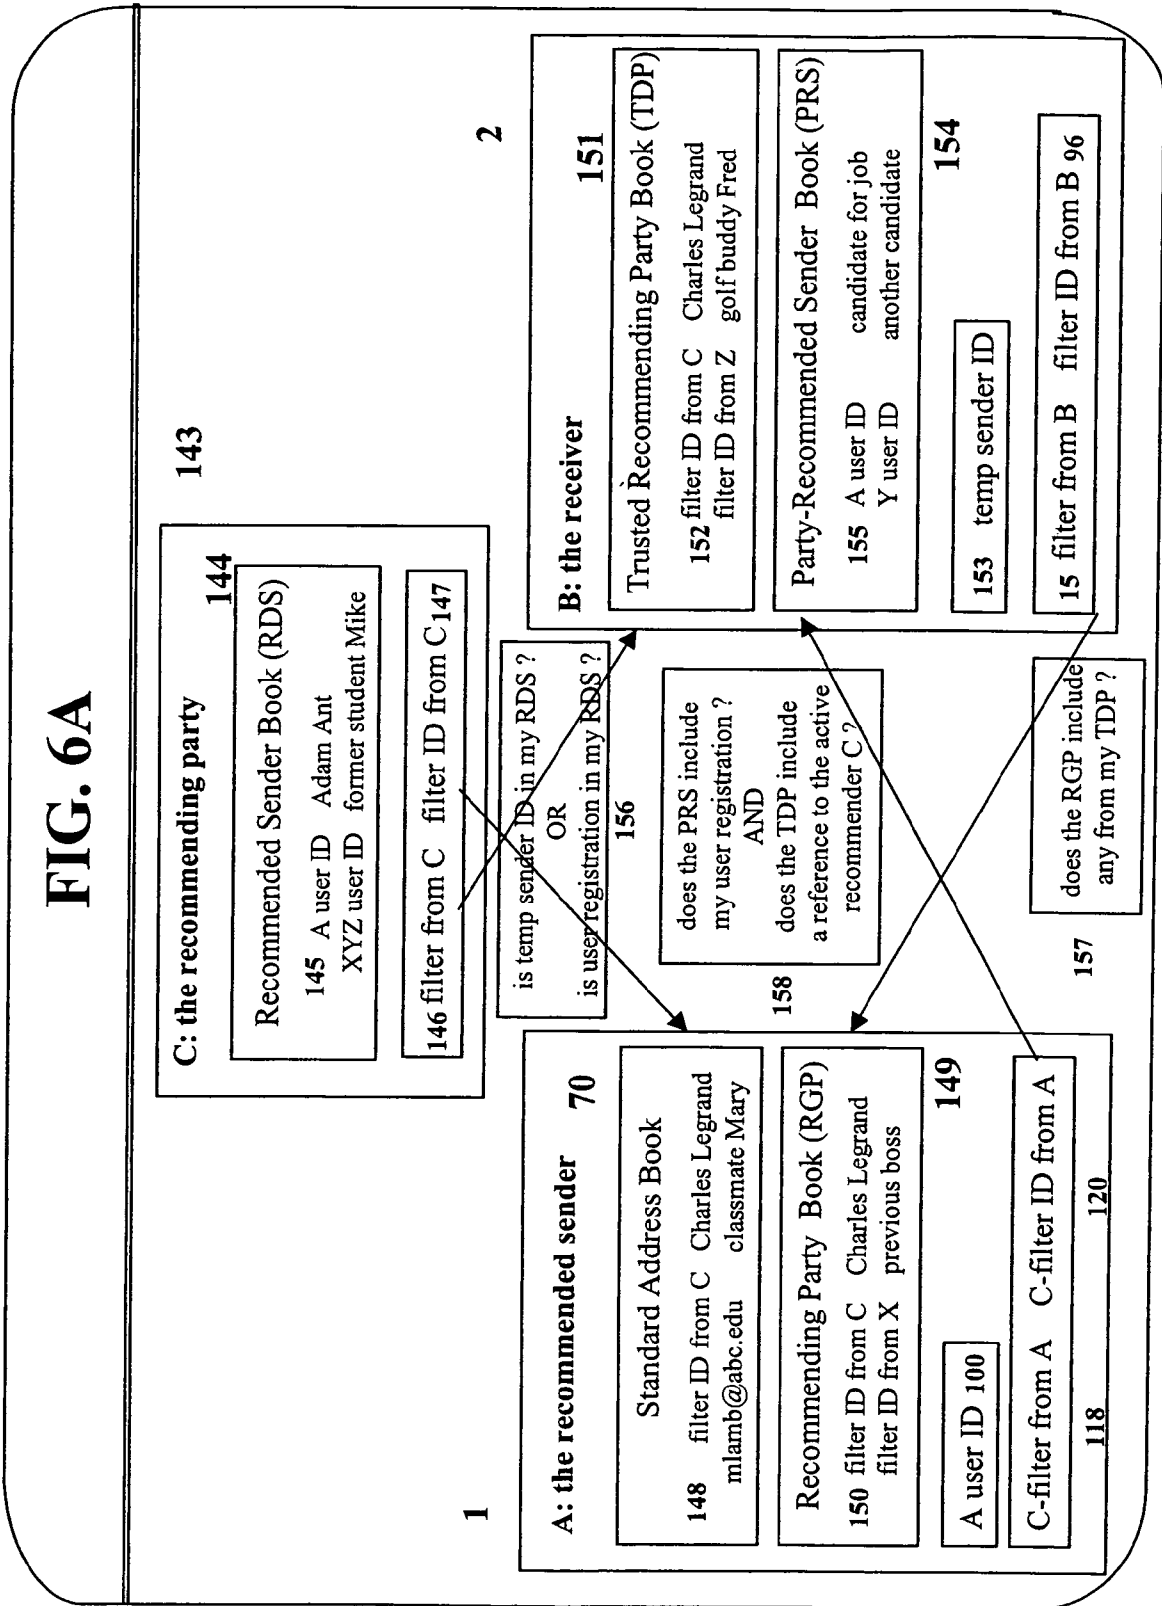 FIG. 6A
143
C: the recommending party
144
Recommended Sender Book (RDS)
145 A user ID Adam Ant
XYZ user ID former student Mike
146 filter from C filter ID from C 147
1
2
A: the recommended sender
70
Standard Address Book
148 filter ID from C Charles Legrand
mlamb@abc.edu classmate Mary
Recommending Party Book (RGP)
150 filter ID from C Charles Legrand
filter ID from X previous boss
149
A user ID 100
C-filter from A C-filter ID from A
118 120
is temp sender ID in my RDS ?
OR
is user registration in my RDS ?
156
does the PRS include
my user registration ?
AND
does the TDP include
a reference to the active
recommender C ?
158
does the RGP include
any from my TDP ?
157
B: the receiver
151
Trusted Recommending Party Book (TDP)
152 filter ID from C Charles Legrand
filter ID from Z golf buddy Fred
Party-Recommended Sender Book (PRS)
155 A user ID candidate for job
Y user ID another candidate
154
153 temp sender ID
15 filter from B filter ID from B 96